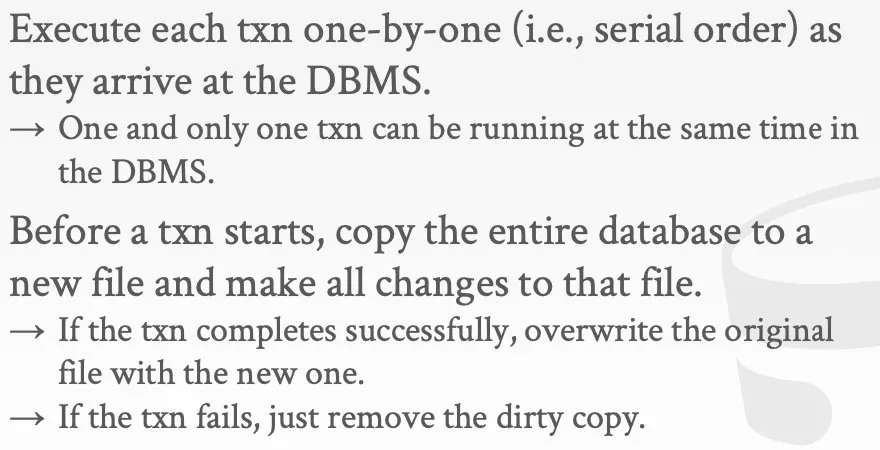 Execute each txn one-by-one (i.e., serial order) as
they arrive at the DBMS.
→ One and only one txn can be running at the same time in
the DBMS.
Before a txn starts, copy the entire database to a
new file and make all changes to that file.
→ If the txn completes successfully, overwrite the original
file with the new one.
→ If the txn fails, just remove the dirty copy.